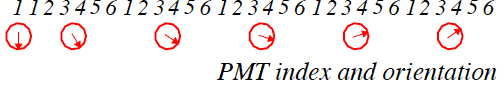 1 1 2 3 4 5 6 1 2 3 4 5 6 1 2 3 4 5 6 1 2 3 4 5 6 1 2 3 4 5 6
PMT index and orientation